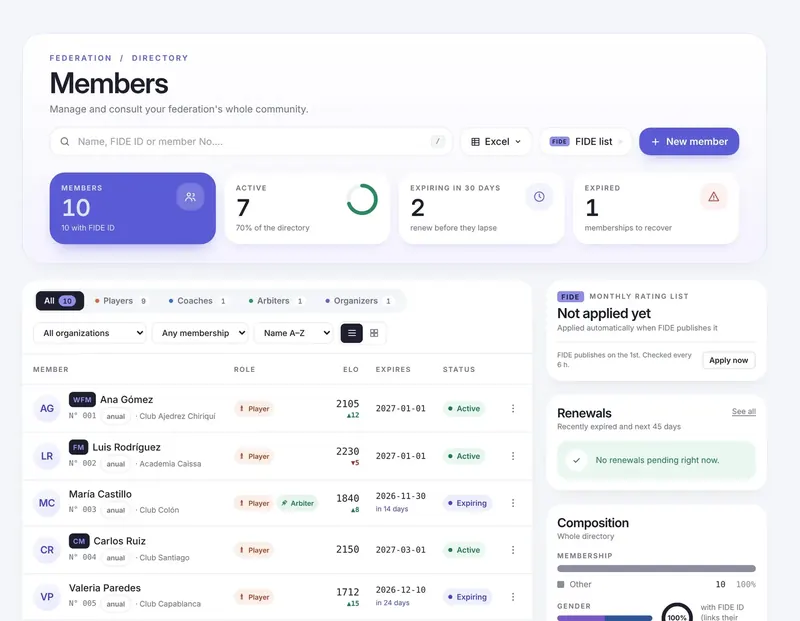 FEDERATION / DIRECTORY
Members
Manage and consult your federation's whole community.
Name, FIDE ID or member No.... /
Excel
FIDE FIDE list
+ New member
MEMBERS
10
10 with FIDE ID
ACTIVE
7
70% of the directory
EXPIRING IN 30 DAYS
2
renew before they lapse
EXPIRED
1
memberships to recover
All 10
Players 9
Coaches 1
Arbiters 1
Organizers 1
All organizations
Any membership
Name A–Z
MEMBER ROLE ELO EXPIRES STATUS
AG
WFM Ana Gómez
N° 001 anual · Club Ajedrez Chiriquí
Player
2105
▲12
2027-01-01
Active
LR
FM Luis Rodríguez
N° 002 anual · Academia Caissa
Player
2230
▼5
2027-01-01
Active
MC
María Castillo
N° 003 anual · Club Colón
Player
Arbiter
1840
▲8
2026-11-30
in 14 days
Expiring
CR
CM Carlos Ruiz
N° 004 anual · Club Santiago
Player
2150
2027-03-01
Active
VP
Valeria Paredes
N° 005 anual · Club Capablanca
Player
1712
▲15
2026-12-10
in 24 days
Expiring
FIDE MONTHLY RATING LIST
Not applied yet
Applied automatically when FIDE publishes it
FIDE publishes on the 1st. Checked every
6 h.
Apply now
Renewals
See all
Recently expired and next 45 days
No renewals pending right now.
Composition
Whole directory
MEMBERSHIP
Other 10 100%
GENDER
100%
with FIDE ID
(links their